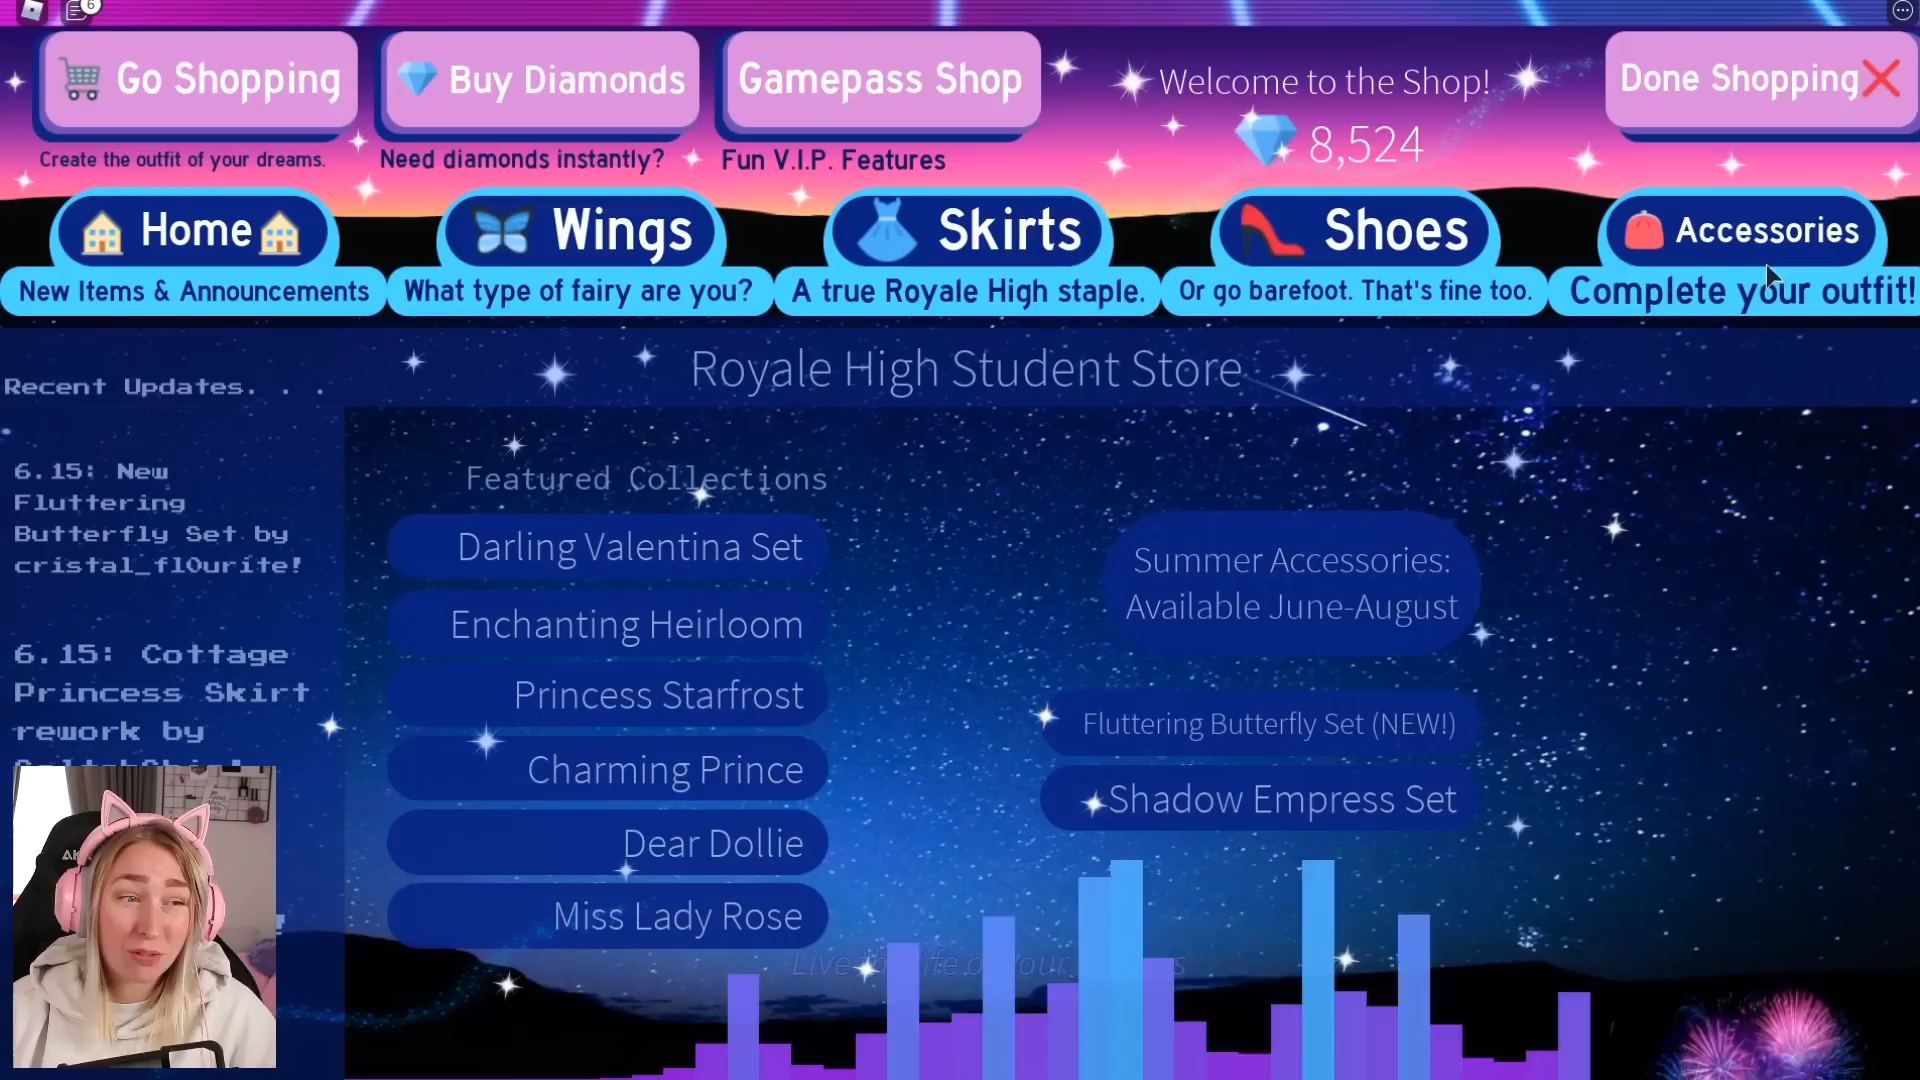 6
Go Shopping
Buy Diamonds
Gamepass Shop
Welcome to the Shop!
8,524
Done Shopping
Create the outfit of your dreams.
Need diamonds instantly?
Fun V.I.P. Features
Home
Wings
Skirts
Shoes
Accessories
New Items & Announcements
What type of fairy are you?
A true Royale High staple.
Or go barefoot. That's fine too.
Complete your outfit!
Royale High Student Store
Recent Updates. . .
6.15: New
Fluttering
Butterfly Set by
cristal_fl0urite!
6.15: Cottage
Princess Skirt
rework by
Featured Collections
Darling Valentina Set
Enchanting Heirloom
Princess Starfrost
Charming Prince
Dear Dollie
Miss Lady Rose
Summer Accessories:
Available June-August
Fluttering Butterfly Set (NEW!)
Shadow Empress Set